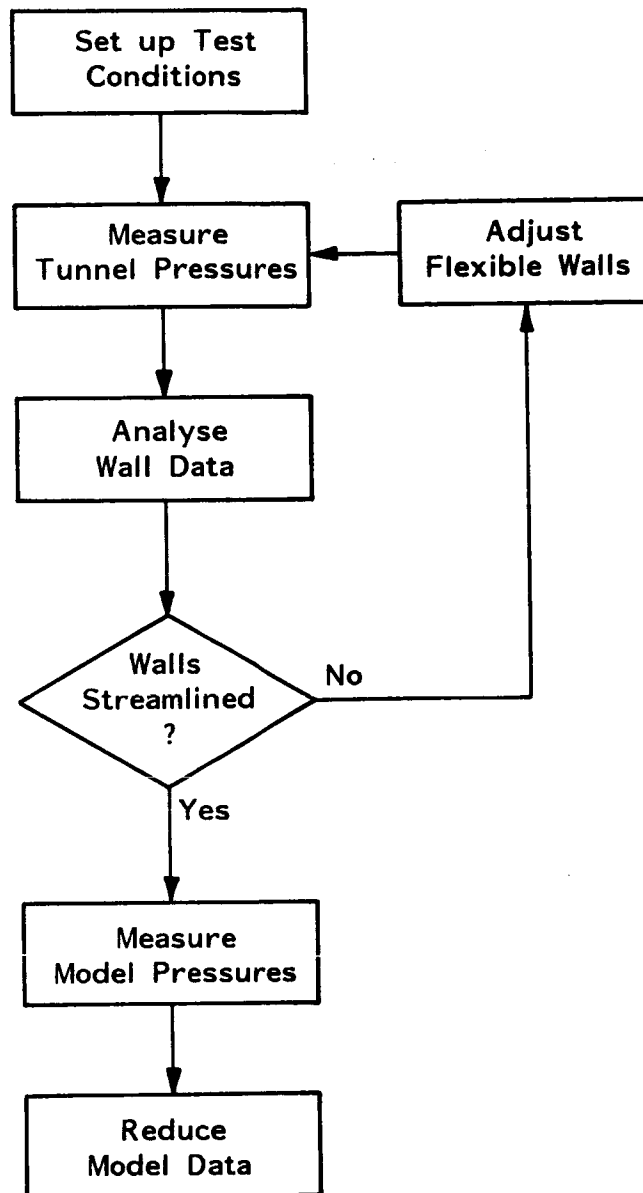 Set up Test
Conditions
Measure
Tunnel Pressures
Adjust
Flexible Walls
Analyse
Wall Data
Walls
Streamlined
?
No
Yes
Measure
Model Pressures
Reduce
Model Data